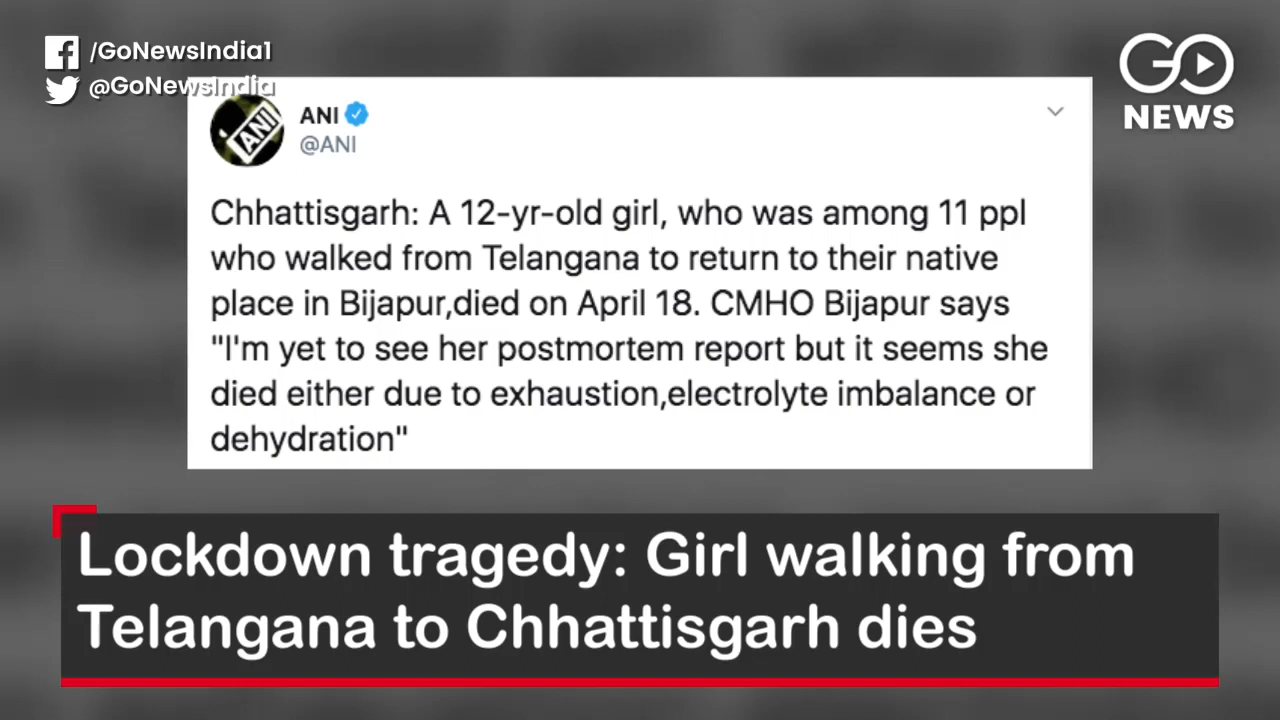 /GoNewsIndia1
@GoNewsIndia
GO
NEWS
ANI
ANI
@ANI
Chhattisgarh: A 12-yr-old girl, who was among 11 ppl
who walked from Telangana to return to their native
place in Bijapur,died on April 18. CMHO Bijapur says
"I'm yet to see her postmortem report but it seems she
died either due to exhaustion,electrolyte imbalance or
dehydration"
Lockdown tragedy: Girl walking from
Telangana to Chhattisgarh dies